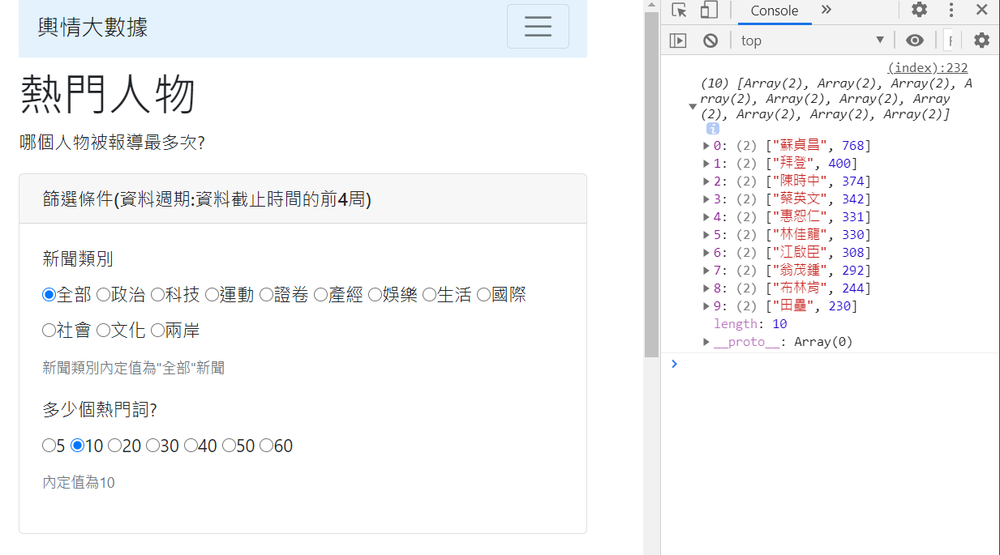 輿情大數據
熱門人物
哪個人物被報導最多次?
篩選條件(資料週期:資料截止時間的前4周)
新聞類別
全部 政治 科技 運動 證卷 產經 娛樂 生活 國際
社會 文化 兩岸
新聞類別內定值為"全部"新聞
多少個熱門詞?
5 10 20 30 40 50 60
內定值為10
Console »
top
(index):232
(10) [Array(2), Array(2), Array(2), A
rray(2), Array(2), Array(2), Array
(2), Array(2), Array(2), Array(2)]
i
0: (2) ["蘇貞昌", 768]
1: (2) ["拜登", 400]
2: (2) ["陳時中", 374]
3: (2) ["蔡英文", 342]
4: (2) ["惠恕仁", 331]
5: (2) ["林佳龍", 330]
6: (2) ["江啟臣", 308]
7: (2) ["翁茂鍾", 292]
8: (2) ["布林肯", 244]
9: (2) ["田壘", 230]
length: 10
__proto__: Array(0)